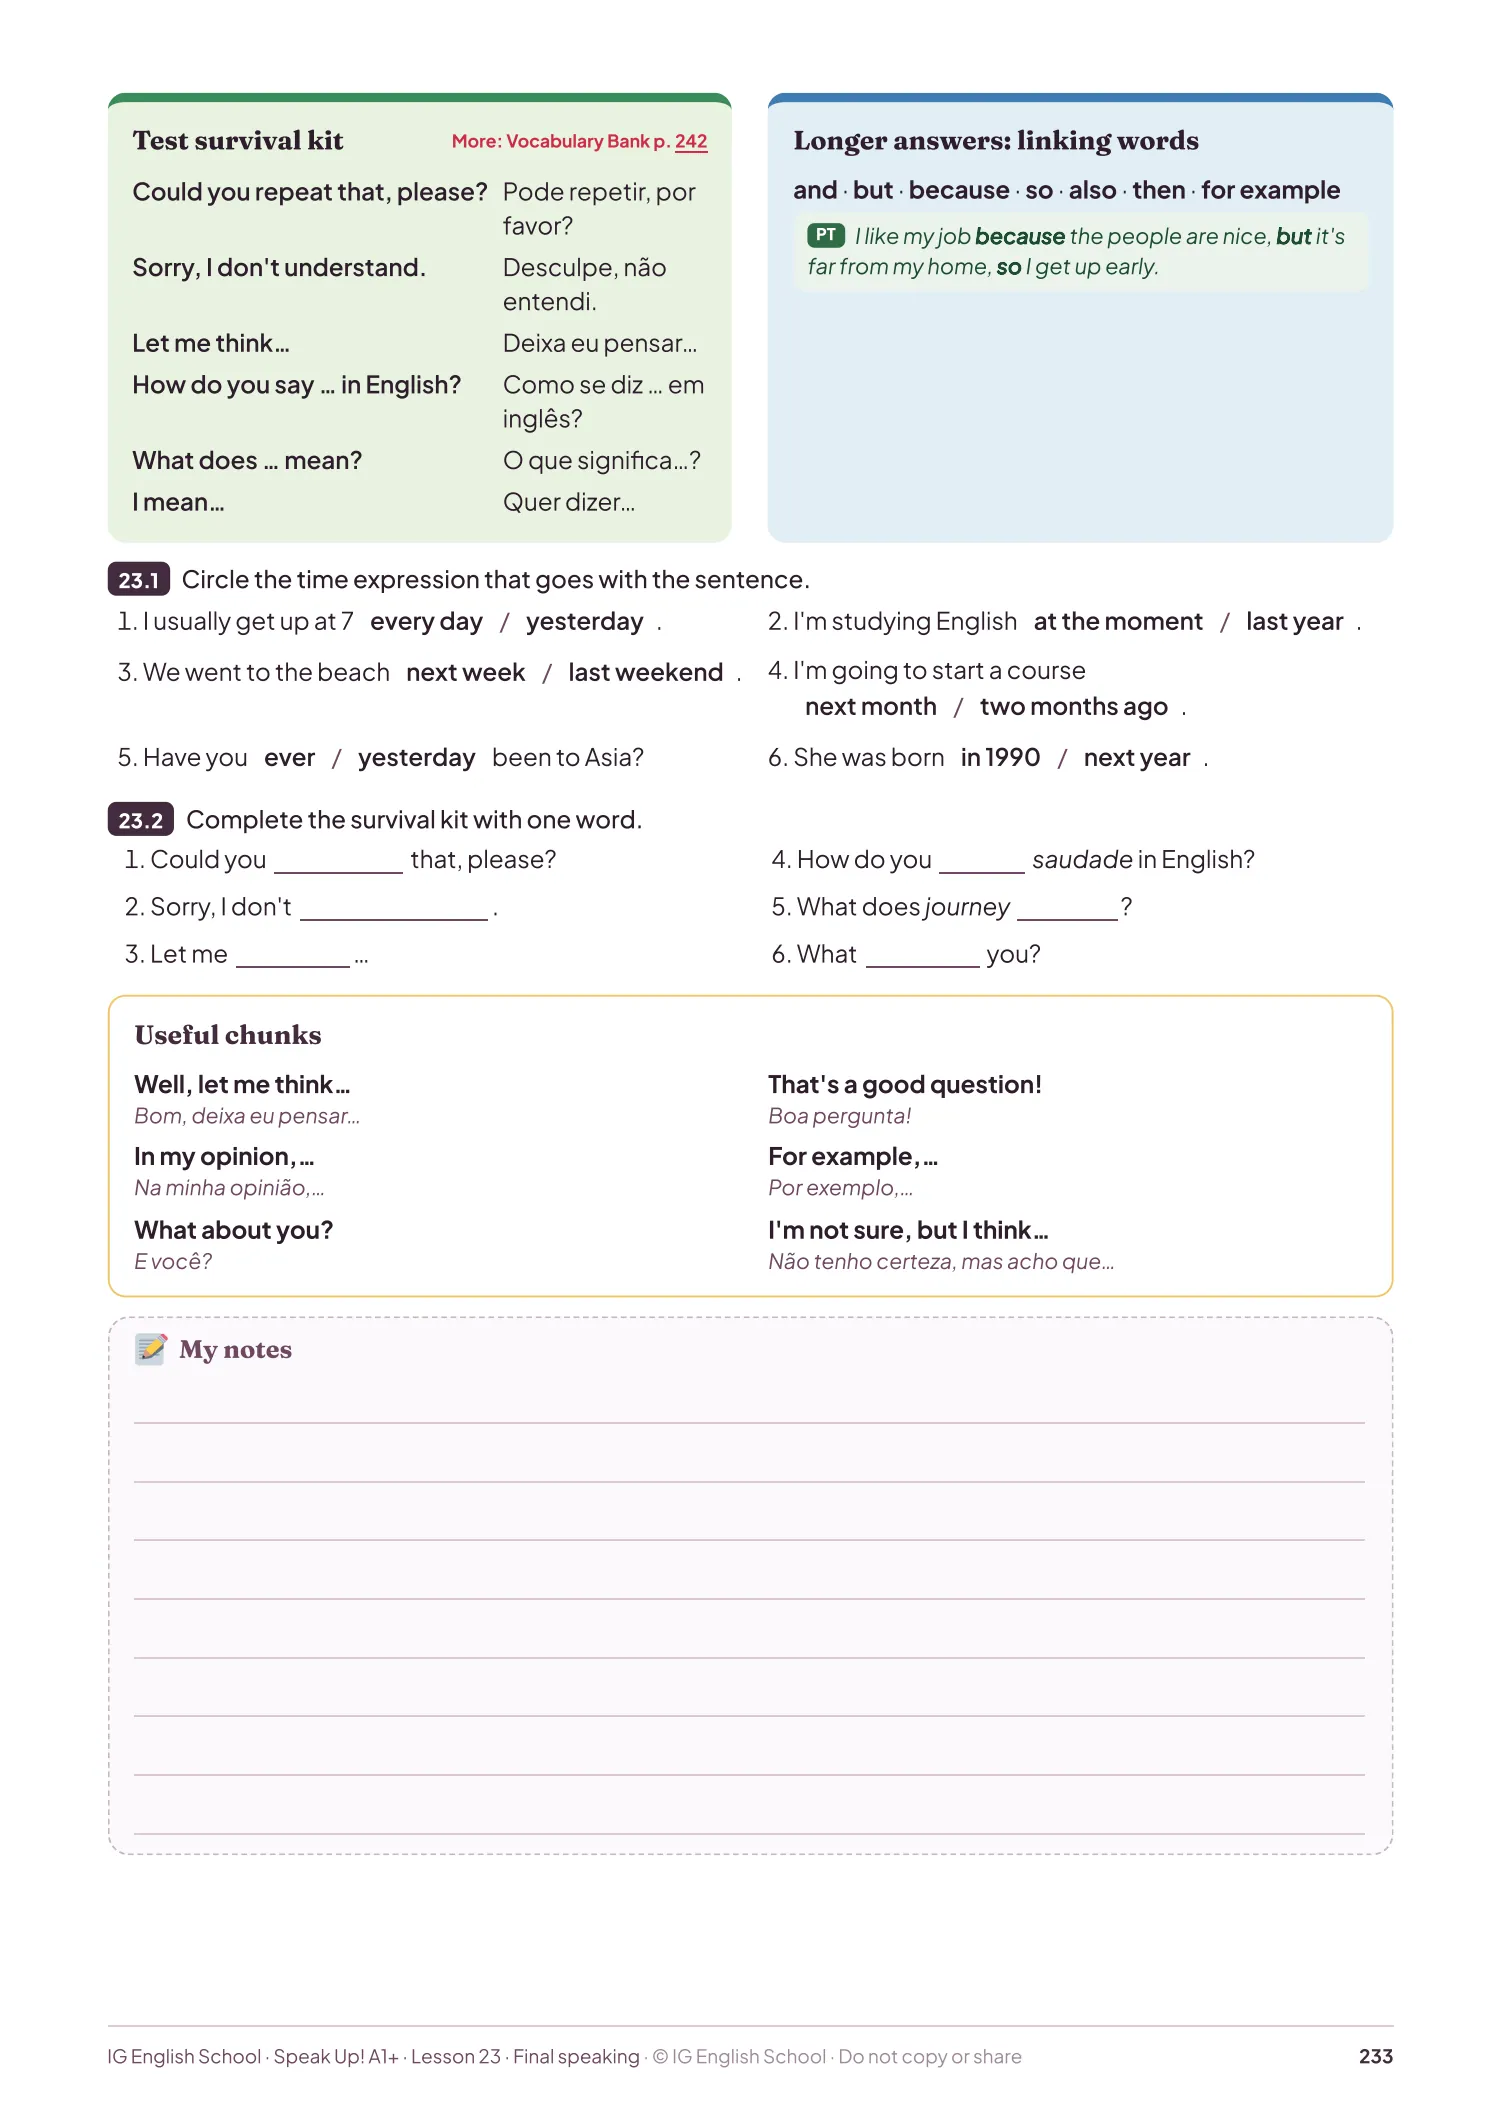 Test survival kit
More: Vocabulary Bank p. 242
Could you repeat that, please? Pode repetir, por
favor?
Sorry, I don't understand. Desculpe, não
entendi.
Let me think… Deixa eu pensar…
How do you say … in English? Como se diz … em
inglês?
What does … mean? O que significa…?
I mean… Quer dizer…
Longer answers: linking words
and · but · because · so · also · then · for example
PT I like my job because the people are nice, but it's
far from my home, so I get up early.
23.1 Circle the time expression that goes with the sentence.
1. I usually get up at 7 every day / yesterday .
2. I'm studying English at the moment / last year .
3. We went to the beach next week / last weekend .
4. I'm going to start a course
next month / two months ago .
5. Have you ever / yesterday been to Asia?
6. She was born in 1990 / next year .
23.2 Complete the survival kit with one word.
1. Could you __________ that, please?
2. Sorry, I don't ______________ .
3. Let me _________ …
4. How do you _______ saudade in English?
5. What does journey ________ ?
6. What _________ you?
Useful chunks
Well, let me think…
Bom, deixa eu pensar…
That's a good question!
Boa pergunta!
In my opinion,…
Na minha opinião,…
For example,…
Por exemplo,…
What about you?
E você?
I'm not sure, but I think…
Não tenho certeza, mas acho que…
My notes
IG English School · Speak Up! A1+ · Lesson 23 · Final speaking · © IG English School · Do not copy or share
233